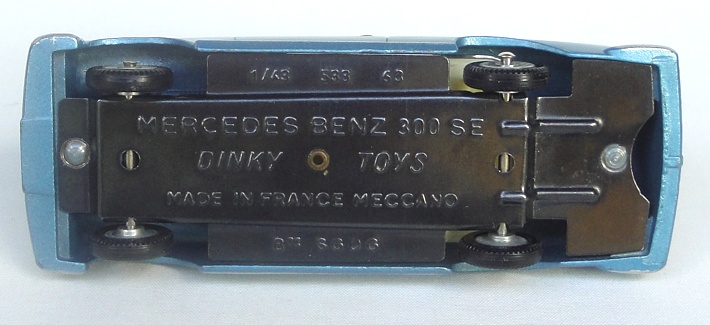 1/43 533 63
MERCEDES BENZ 300 SE
DINKY TOYS
MADE IN FRANCE MECCANO